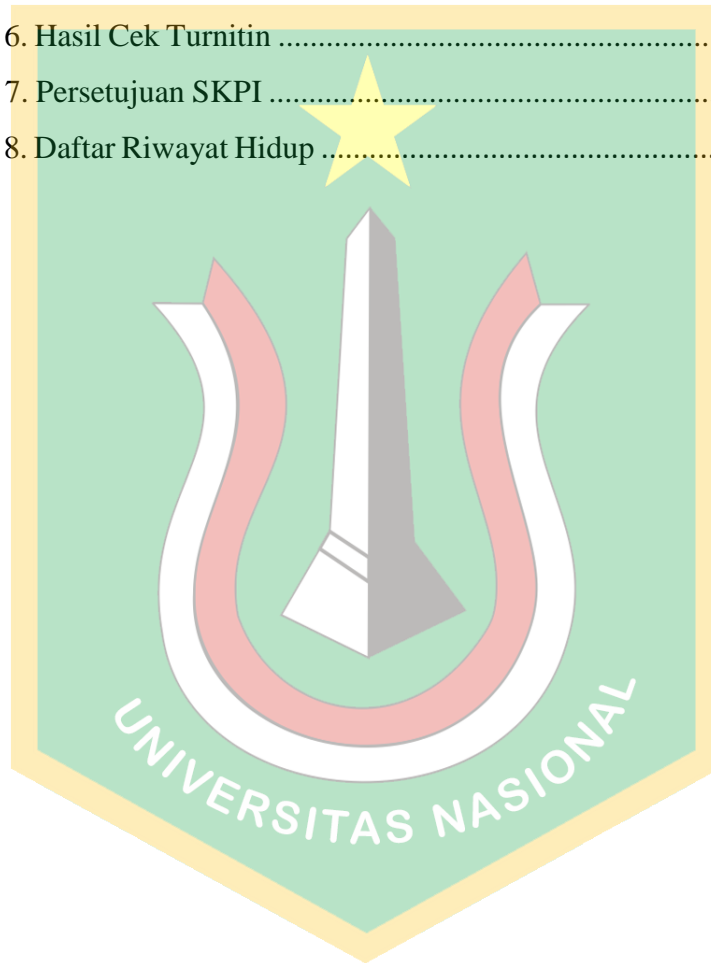 6. Hasil Cek Turnitin ......................................................
7. Persetujuan SKPI .......................................................
8. Daftar Riwayat Hidup ................................................
UNIVERSITAS NASIONAL